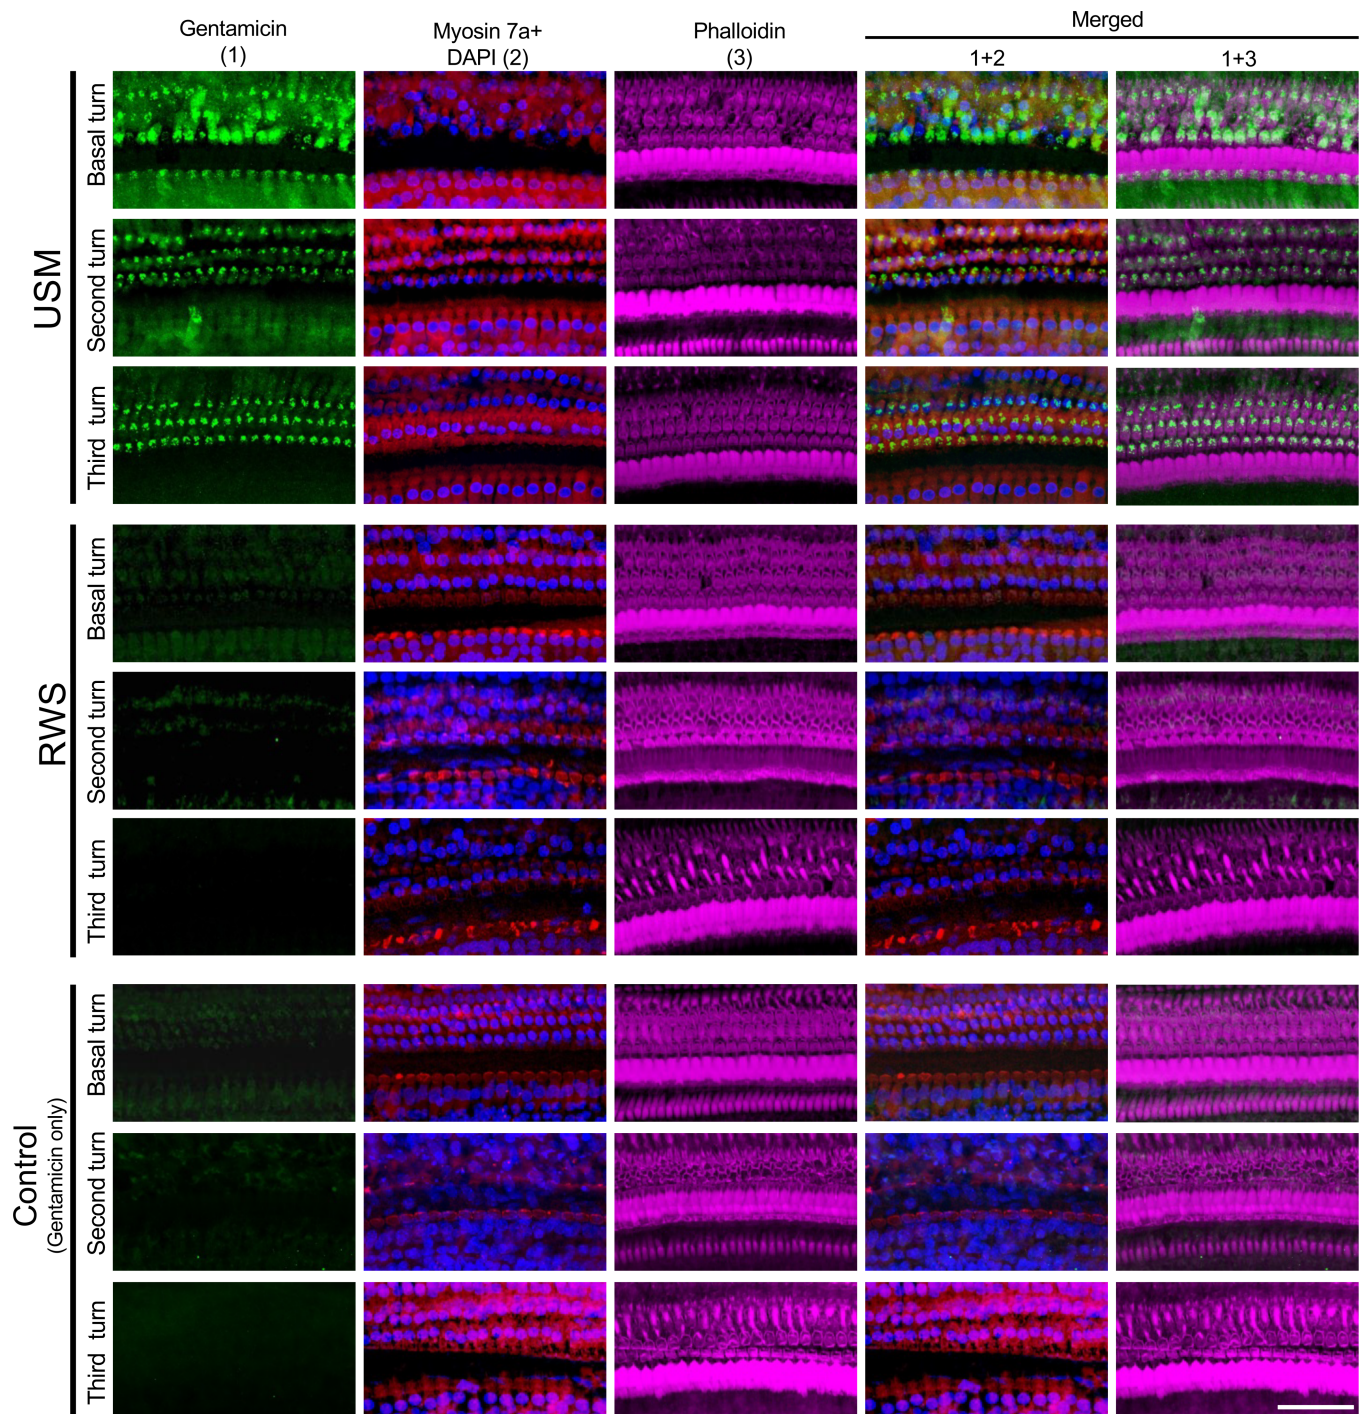 Gentamicin
(1)
Myosin 7a+
DAPI (2)
Phalloidin
(3)
Merged
1+2
1+3
USM
Basal turn
Second turn
Third turn
RWS
Basal turn
Second turn
Third turn
Control
(Gentamicin only)
Basal turn
Second turn
Third turn